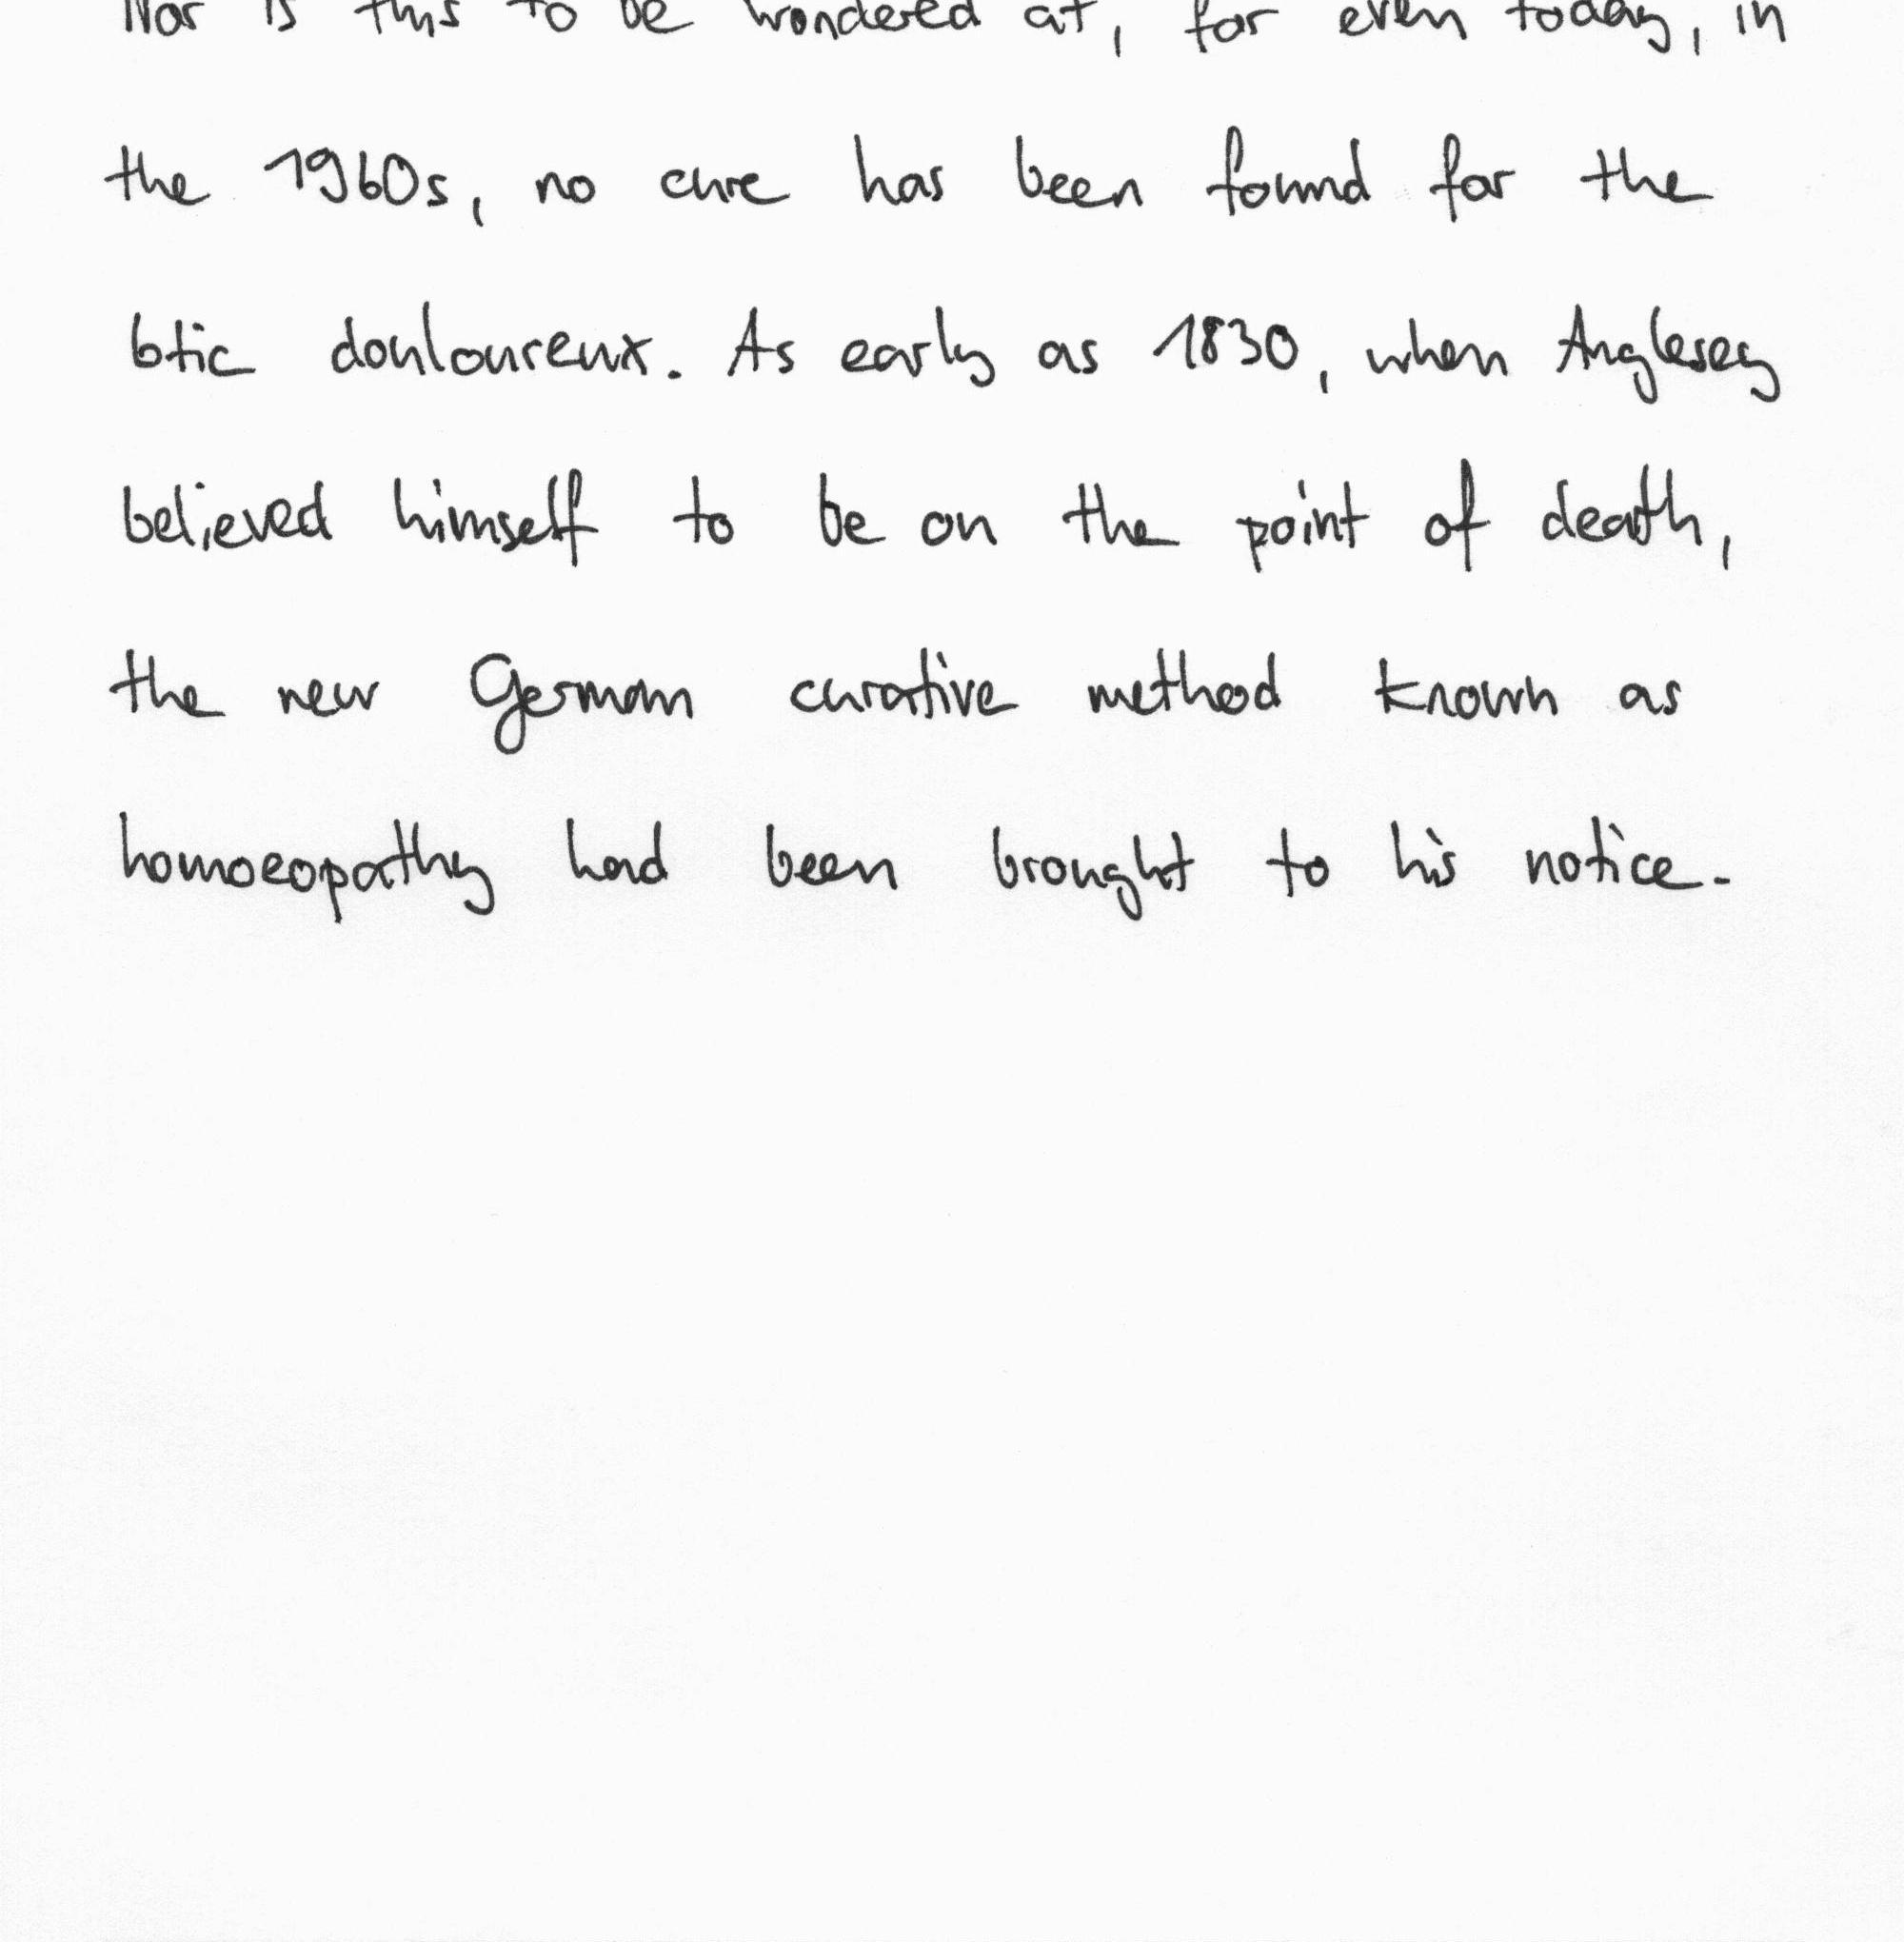 Nor is this to be wondered at, for even today, in
the 1960s, no cure has been found for the
btic douloureux. As early as 1830, when Anglesey
believed himself to be on the point of death,
the new German curative method known as
homoeopathy had been brought to his notice.